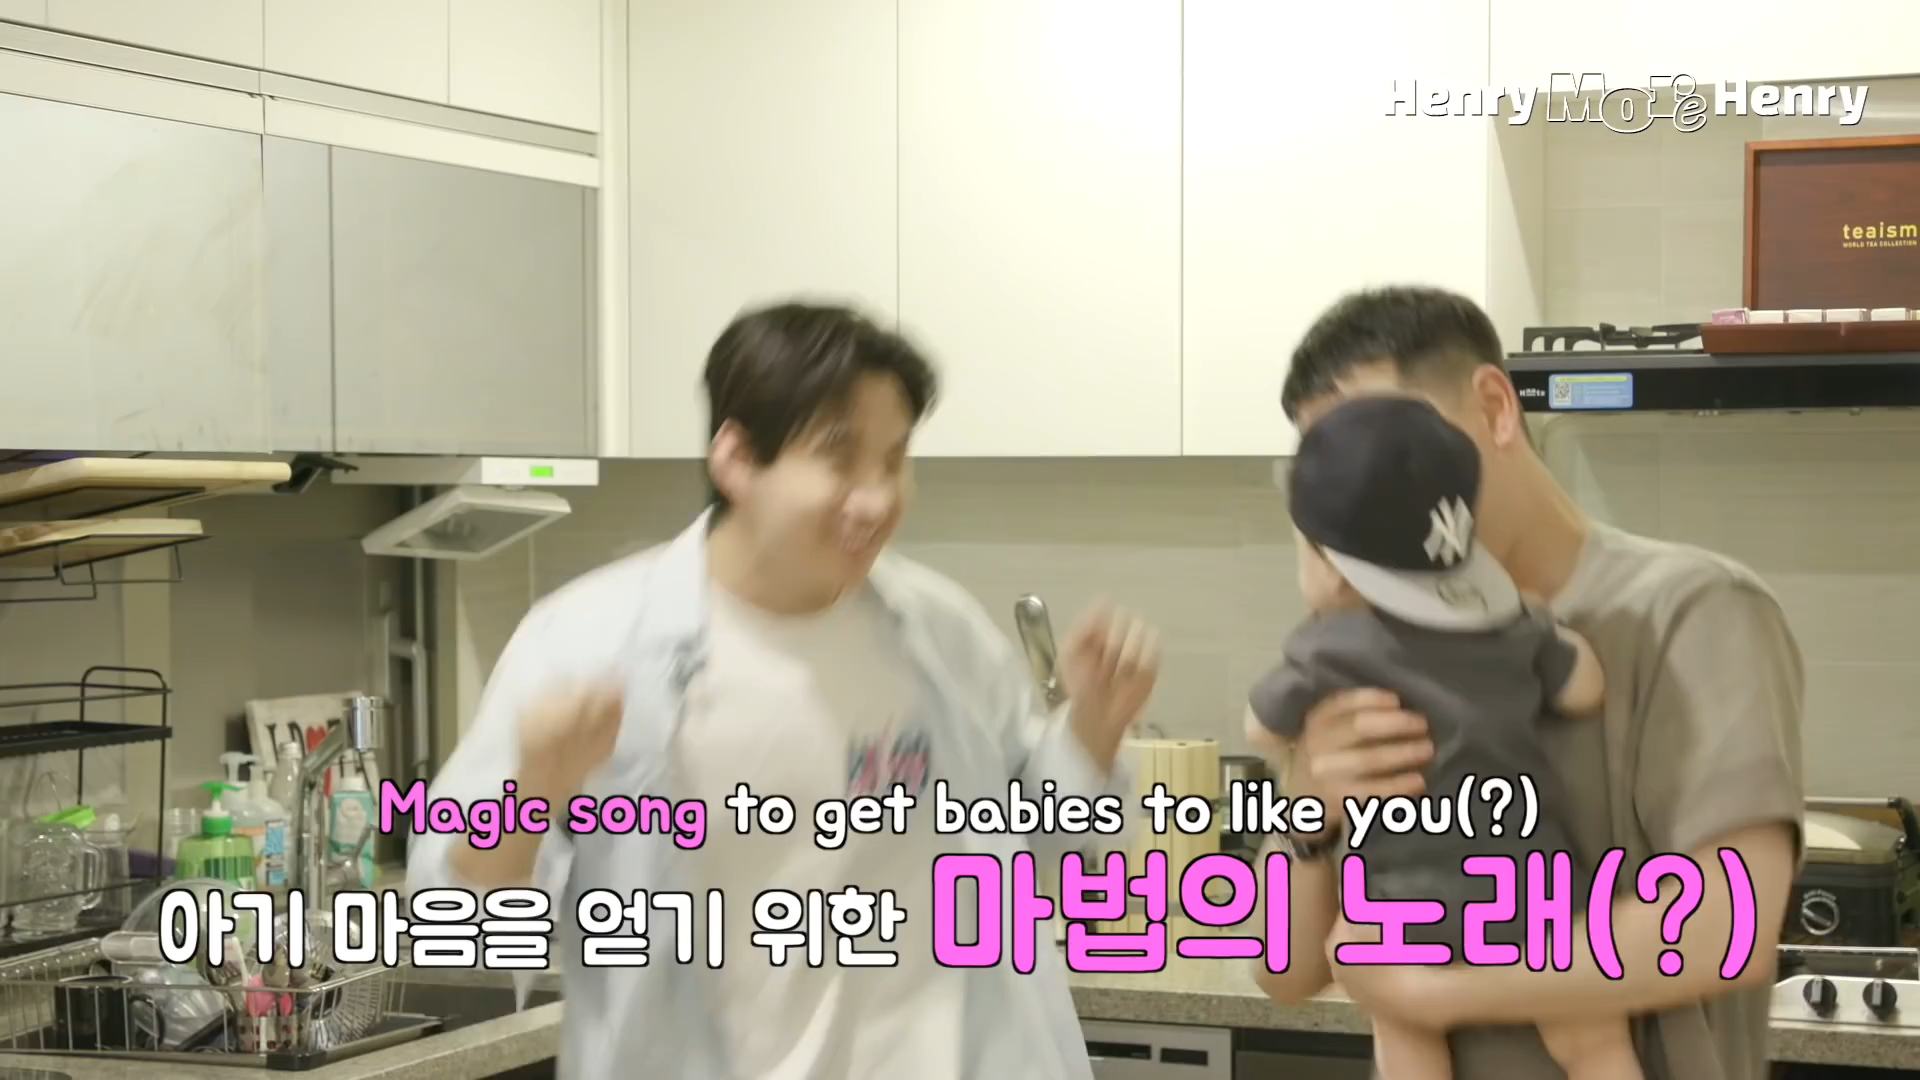 Henry More Henry
teaism
WORLD TEA COLLECTION
Magic song to get babies to like you(?)
아기 마음을 얻기 위한 마법의 노래(?)